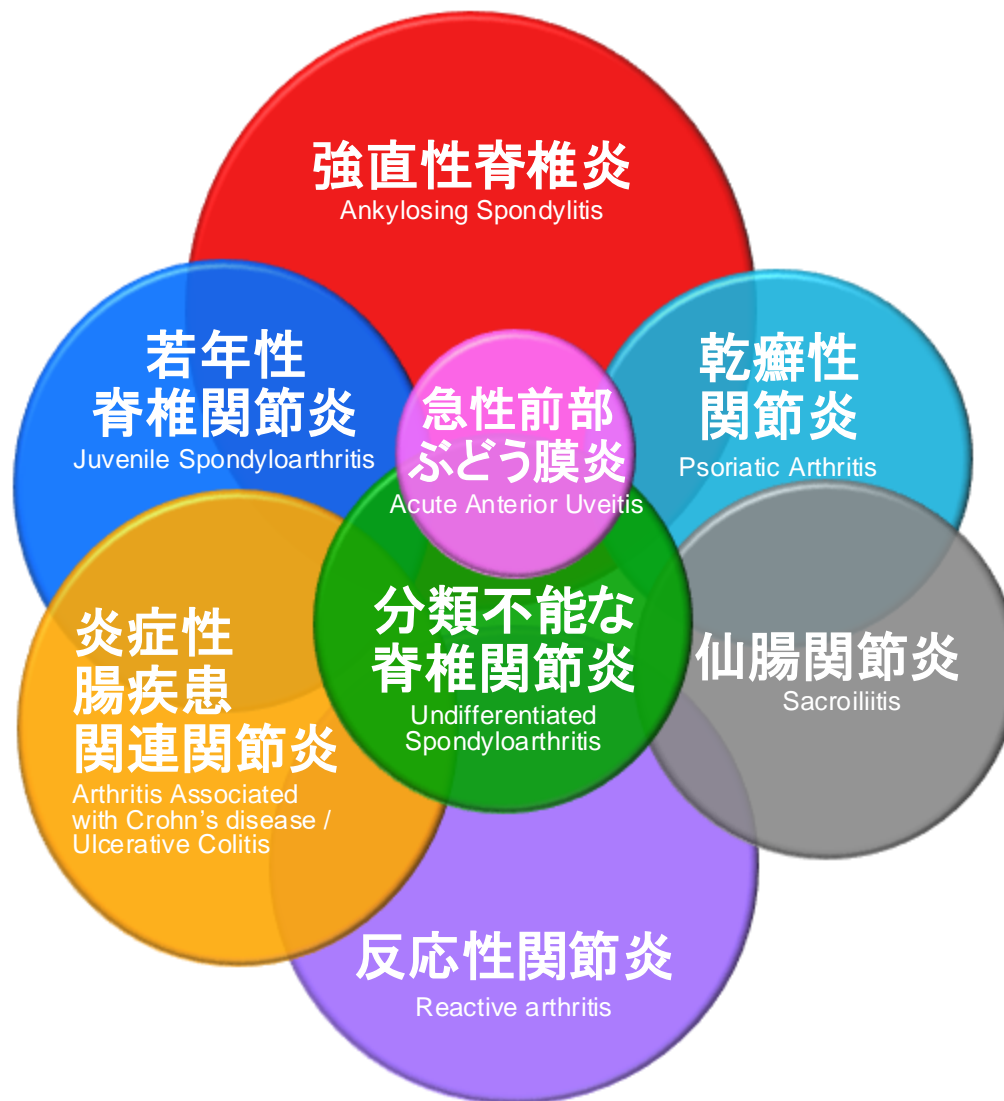 強直性脊椎炎
Ankylosing Spondylitis
若年性
脊椎関節炎
Juvenile Spondyloarthritis
急性前部
ぶどう膜炎
Acute Anterior Uveitis
乾癬性
関節炎
Psoriatic Arthritis
炎症性
腸疾患
関連関節炎
Arthritis Associated
with Crohn’s disease /
Ulcerative Colitis
分類不能な
脊椎関節炎
Undifferentiated
Spondyloarthritis
仙腸関節炎
Sacroiliitis
反応性関節炎
Reactive arthritis